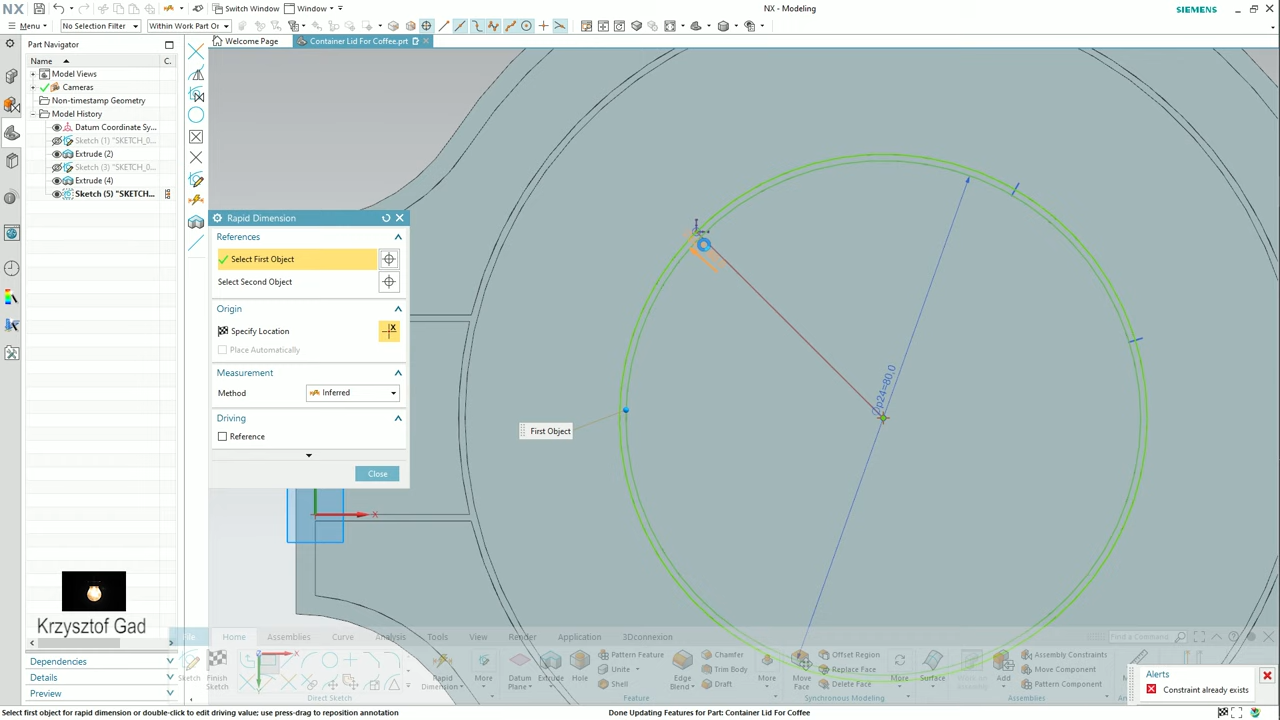 NX
Switch Window
Window
NX - Modeling
SIEMENS
Menu
No Selection Filter
Within Work Part On
Part Navigator
Welcome Page
Container Lid For Coffee.prt
Name
C.
Model Views
Cameras
Non-timestamp Geometry
Model History
Datum Coordinate Sy...
Sketch (1) "SKETCH_0...
Extrude (2)
Sketch (3) "SKETCH_0...
Extrude (4)
Sketch (5) "SKETCH...
Rapid Dimension
References
Select First Object
Select Second Object
Origin
Specify Location
Place Automatically
Measurement
Method
Inferred
Driving
Reference
Close
First Object
Øp24=80,0
X
Krzysztof Gad
File
Home
Assemblies
Curve
Analysis
Tools
View
Render
Application
3Dconnexion
Find a Command
Sketch
Finish Sketch
Direct Sketch
Rapid Dimension
More
Datum Plane
Extrude
Hole
Pattern Feature
Unite
Shell
Edge Blend
Chamfer
Trim Body
Draft
More
Feature
Move Face
Offset Region
Replace Face
Delete Face
More
Synchronous Modeling
Surface
Add
Assembly Constraints
Move Component
Pattern Component
Assemblies
Dependencies
Details
Preview
Alerts
Constraint already exists
Select first object for rapid dimension or double-click to edit driving value; use press-drag to reposition annotation
Done Updating Features for Part: Container Lid For Coffee